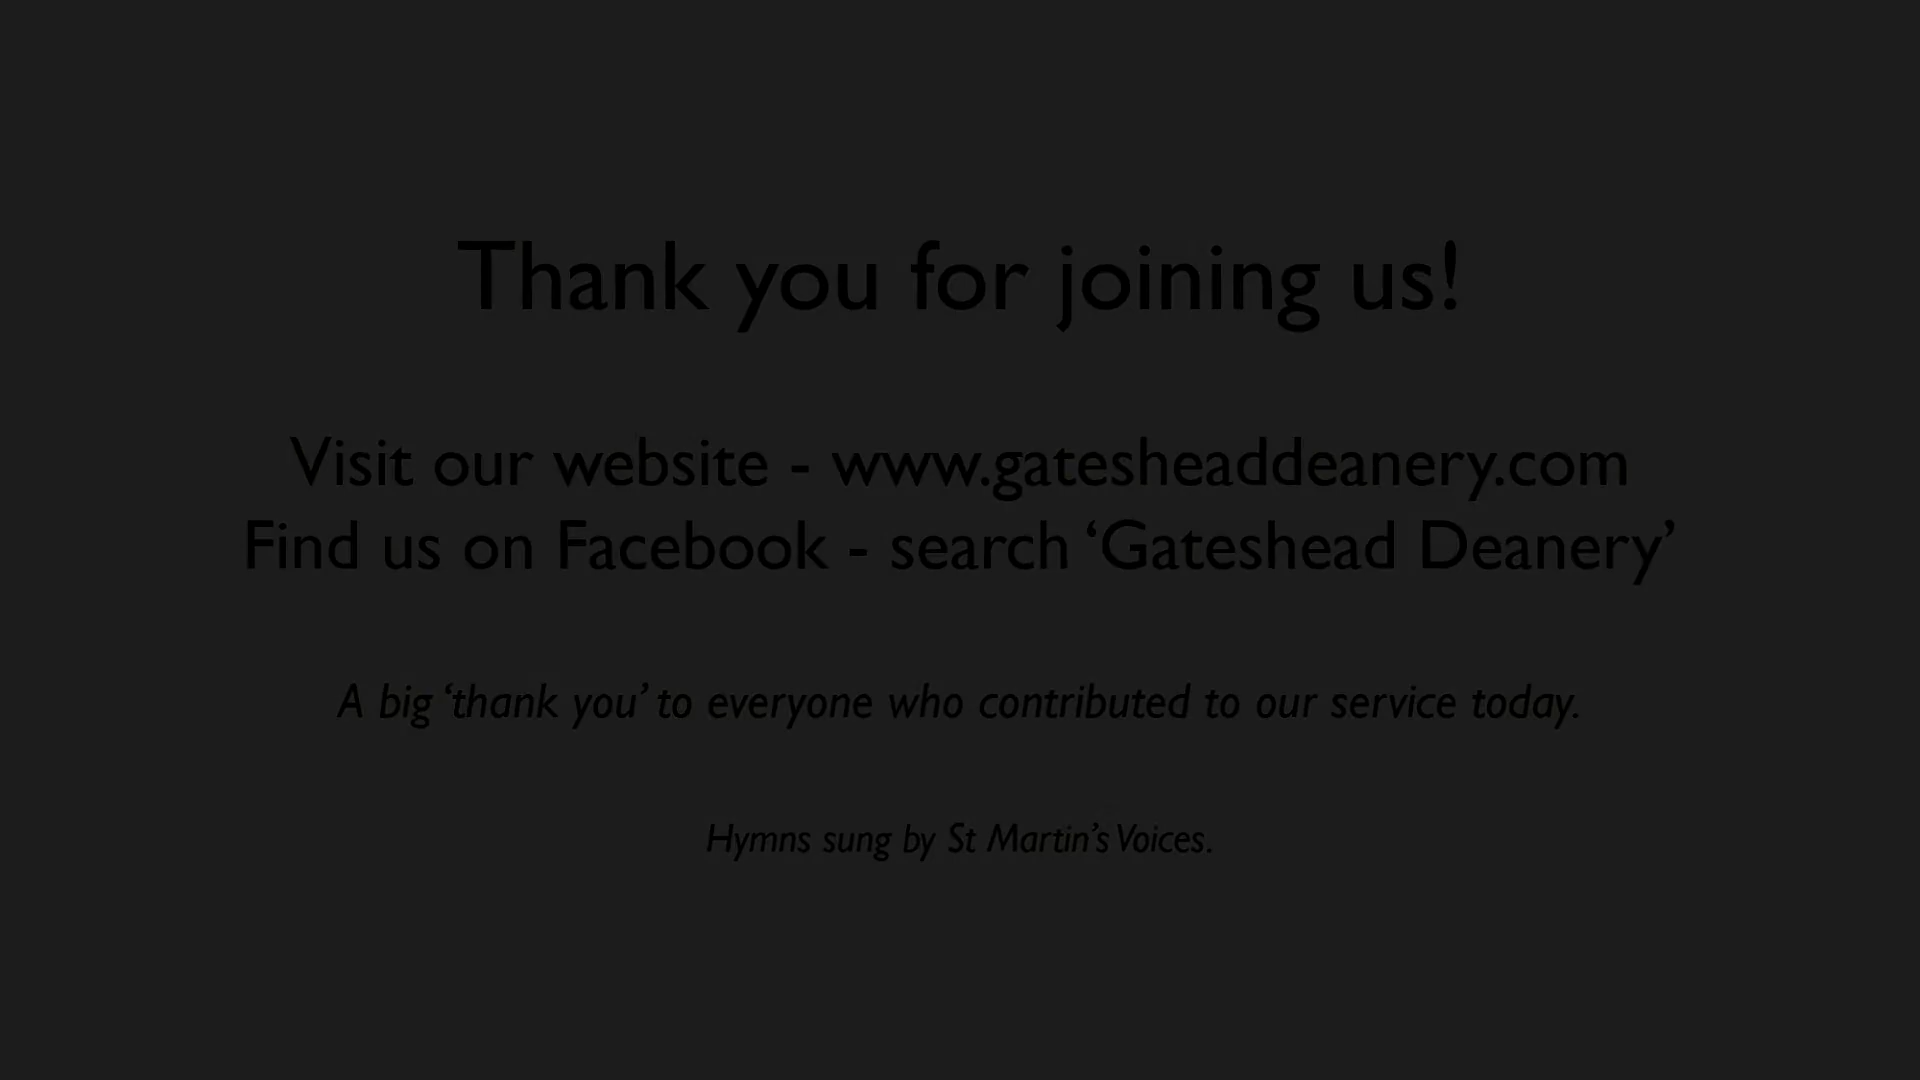 Thank you for joining us!
Visit our website - www.gatesheaddeanery.com
Find us on Facebook - search ‘Gateshead Deanery’
A big ‘thank you’ to everyone who contributed to our service today.
Hymns sung by St Martin’s Voices.